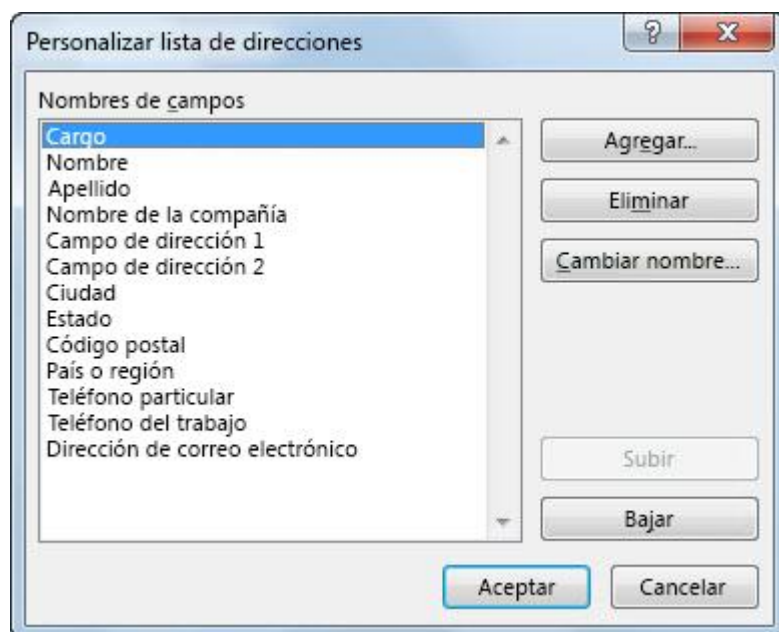 Personalizar lista de direcciones
?
X
Nombres de campos
Cargo
Nombre
Apellido
Nombre de la compañía
Campo de dirección 1
Campo de dirección 2
Ciudad
Estado
Código postal
País o región
Teléfono particular
Teléfono del trabajo
Dirección de correo electrónico
Agregar...
Eliminar
Cambiar nombre...
Subir
Bajar
Aceptar
Cancelar